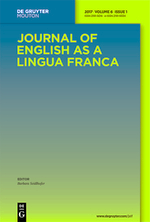 DE GRUYTER
MOUTON
2017 VOLUME 6 ISSUE 1
JOURNAL OF
ENGLISH AS A
LINGUA FRANCA
EDITOR
Barbara Seidlhofer
DE
G
www.degruyter.com/jelf